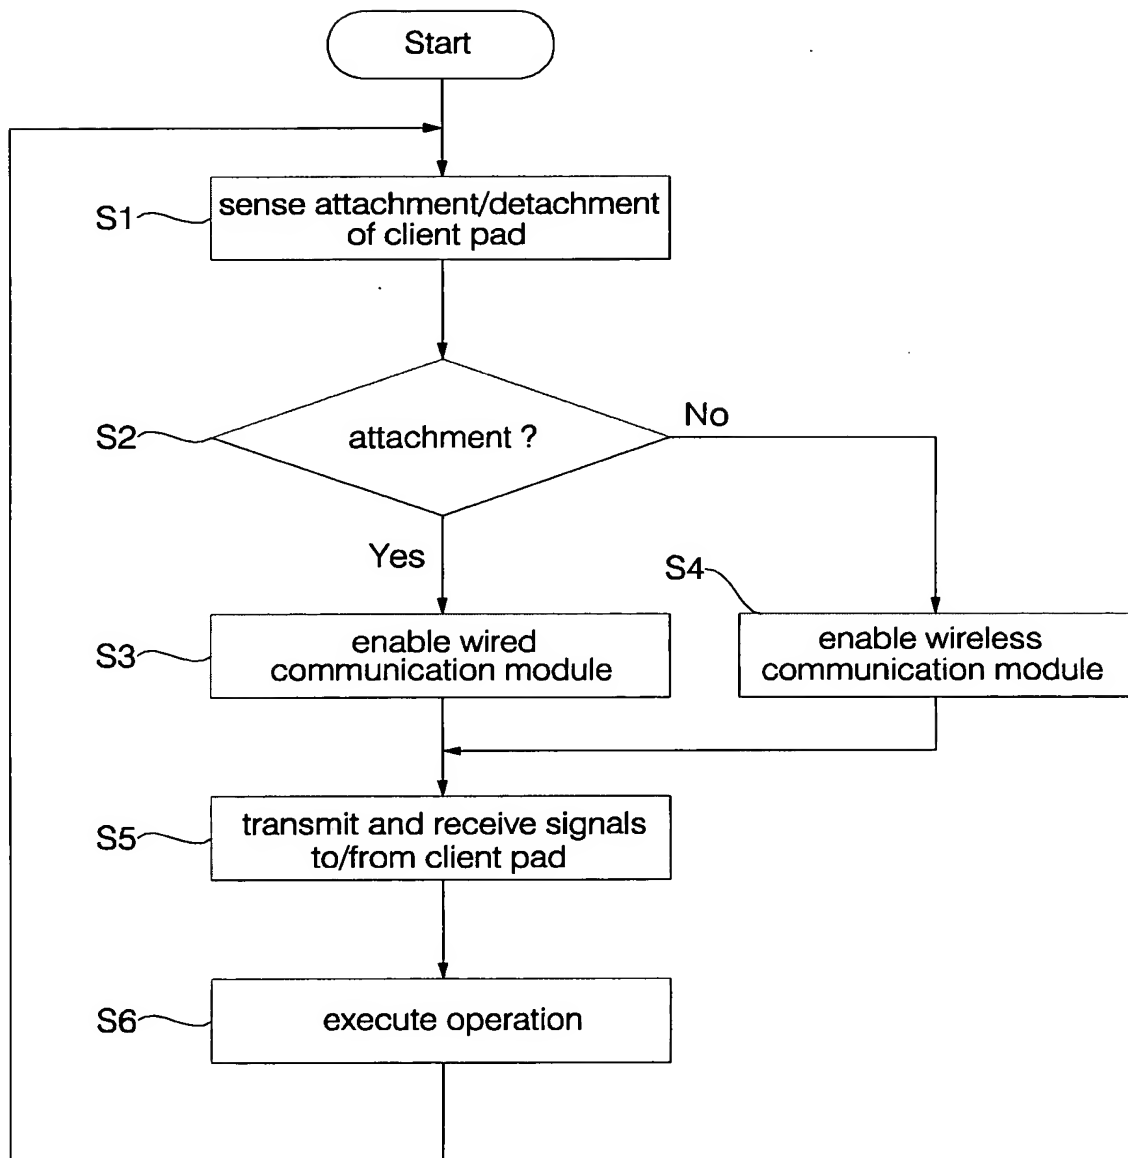 Start
S1
sense attachment/detachment
of client pad
S2
attachment ?
No
Yes
S4
S3
enable wired
communication module
enable wireless
communication module
S5
transmit and receive signals
to/from client pad
S6
execute operation